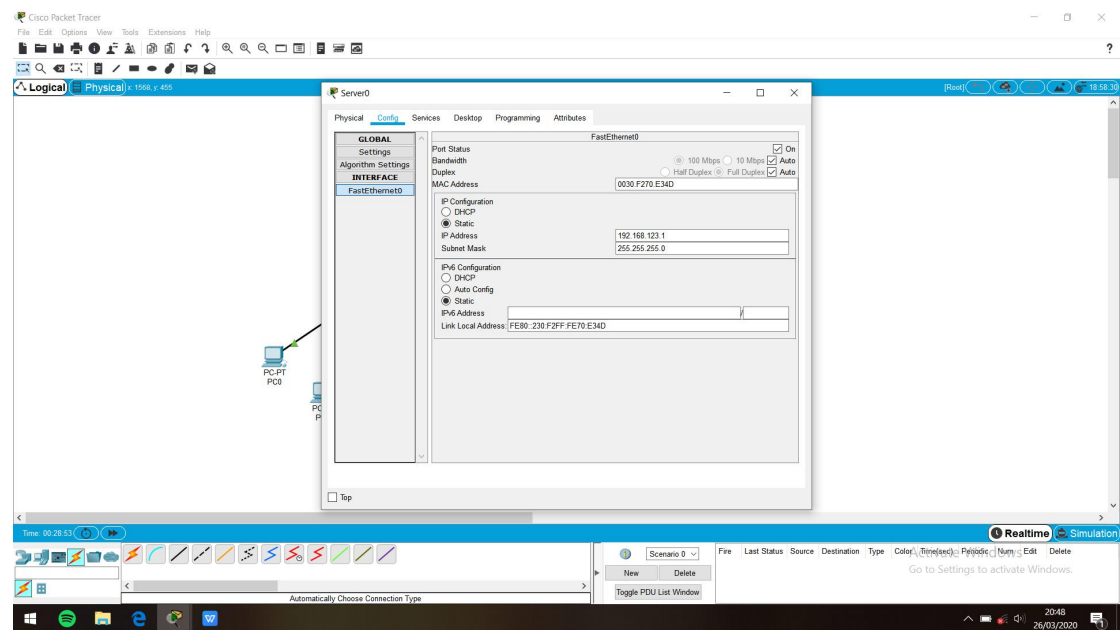 Cisco Packet Tracer
File Edit Options View Tools Extensions Help
?
Logical Physical x: 1568, y: 455 [Root] 18:58:30
Server0
Physical Config Services Desktop Programming Attributes
GLOBAL
Settings
Algorithm Settings
INTERFACE
FastEthernet0
FastEthernet0
Port Status On
Bandwidth 100 Mbps 10 Mbps Auto
Duplex Half Duplex Full Duplex Auto
MAC Address 0030.F270.E34D
IP Configuration
DHCP
Static
IP Address 192.168.123.1
Subnet Mask 255.255.255.0
IPv6 Configuration
DHCP
Auto Config
Static
IPv6 Address /
Link Local Address: FE80::230:F2FF:FE70:E34D
PC-PT
PC0
PC
P
Top
Time: 00:28:53 Realtime Simulation
Scenario 0 Fire Last Status Source Destination Type Color Time(sec) Periodic Num Edit Delete
Activate Windows
Go to Settings to activate Windows.
New Delete
Toggle PDU List Window
Automatically Choose Connection Type
20:48
26/03/2020